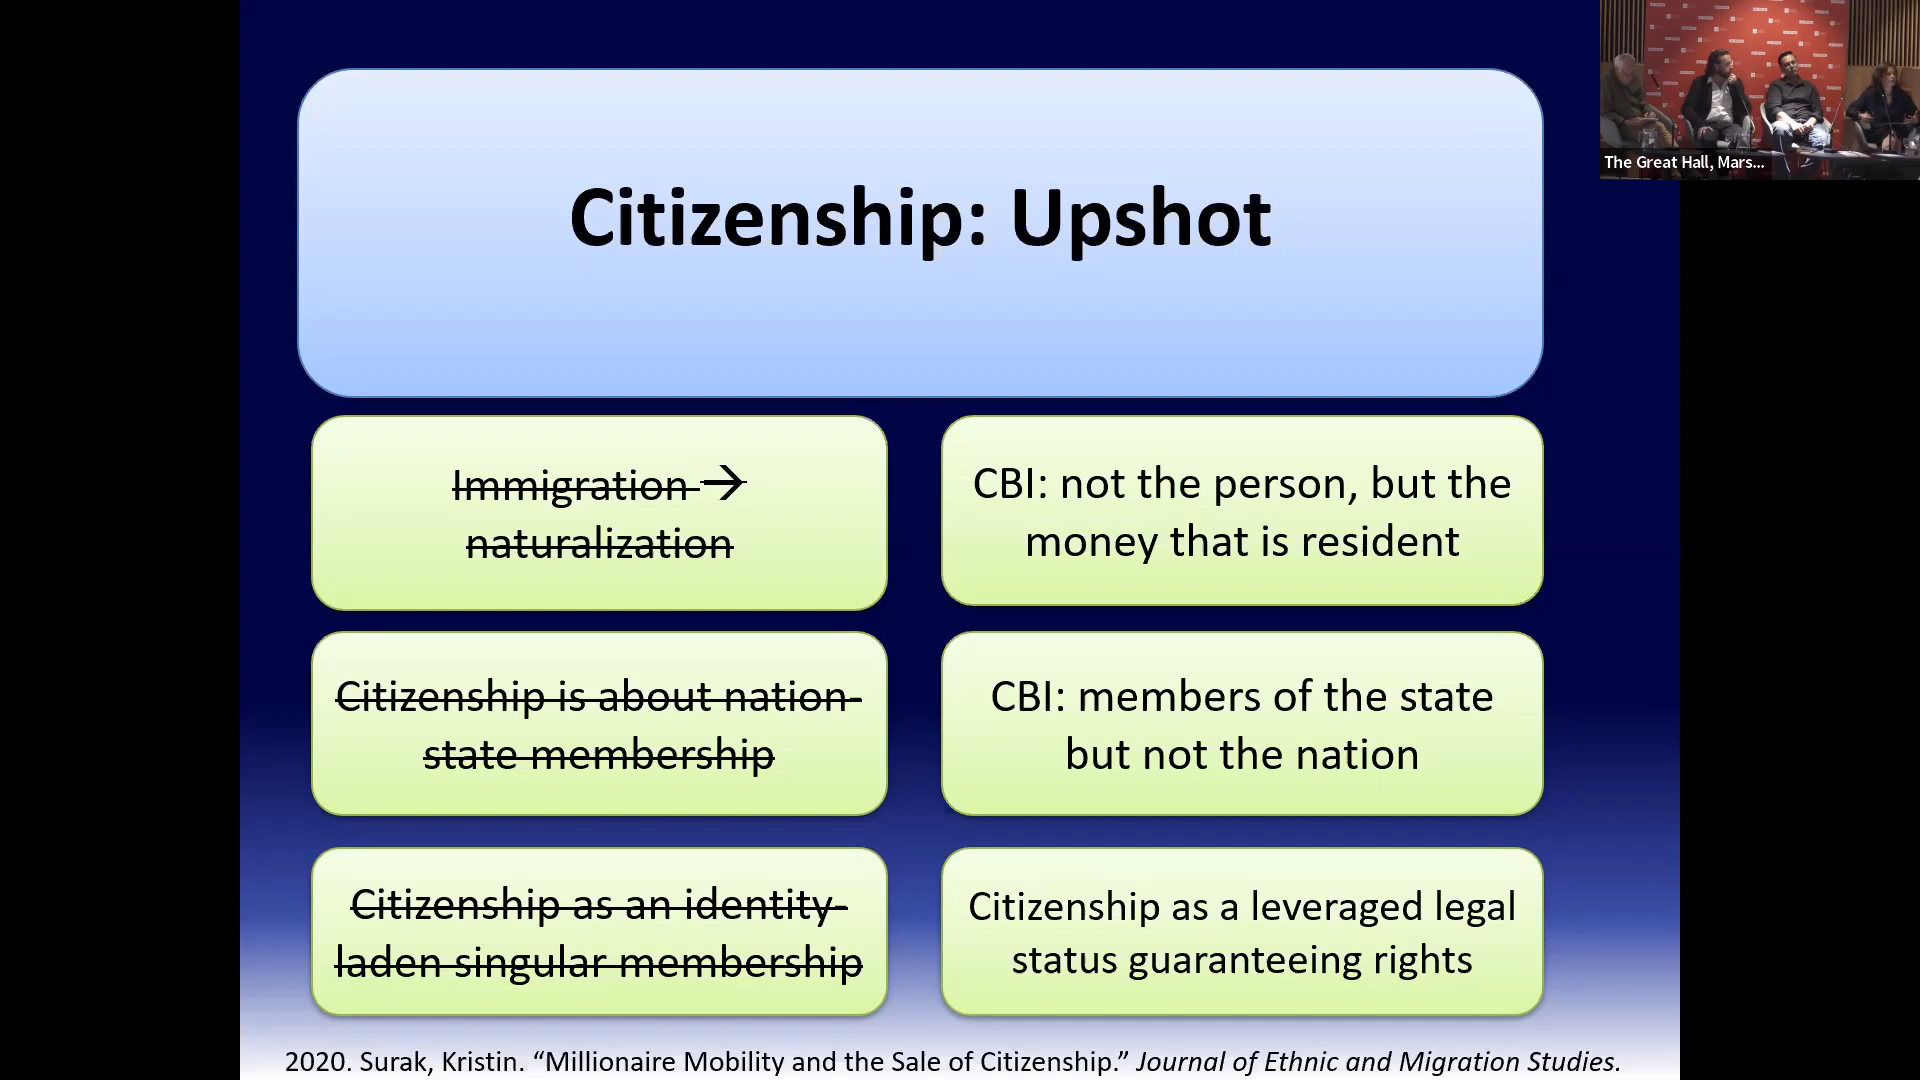 The Great Hall, Mars...
Citizenship: Upshot
Immigration →
naturalization
CBI: not the person, but the
money that is resident
Citizenship is about nation-
state membership
CBI: members of the state
but not the nation
Citizenship as an identity-
laden singular membership
Citizenship as a leveraged legal
status guaranteeing rights
2020. Surak, Kristin. “Millionaire Mobility and the Sale of Citizenship.” Journal of Ethnic and Migration Studies.